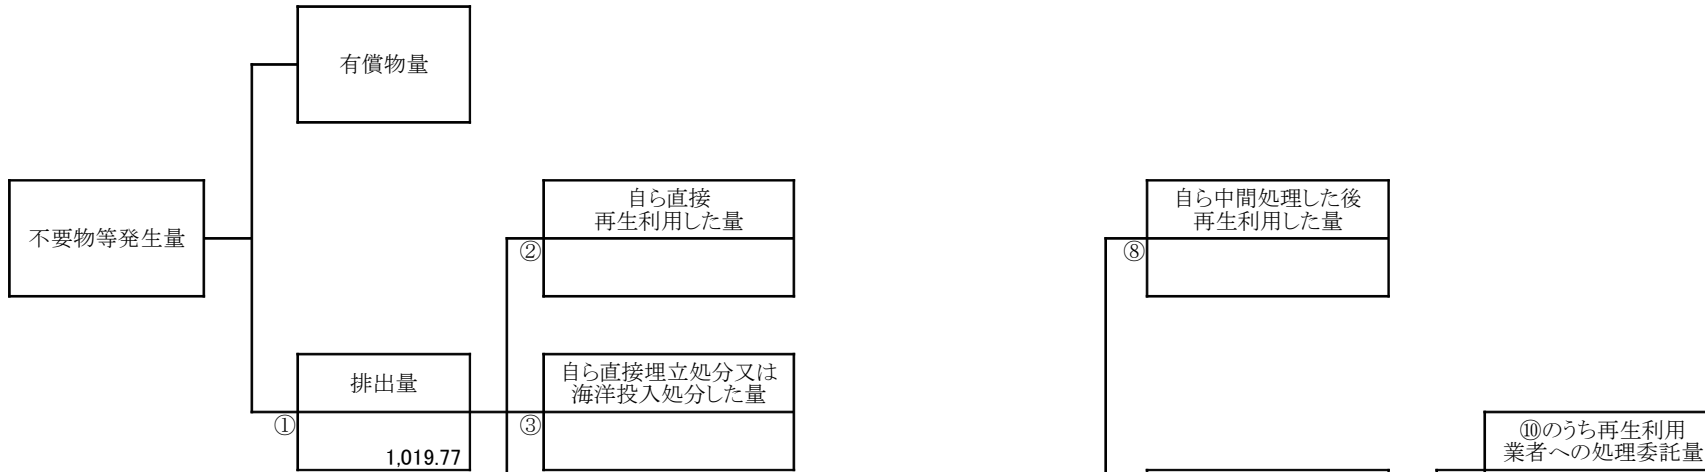 有償物量
不要物等発生量
自ら直接
再生利用した量
②
自ら中間処理した後
再生利用した量
⑧
排出量
①
1,019.77
自ら直接埋立処分又は
海洋投入処分した量
③
⑩のうち再生利用
業者への処理委託量